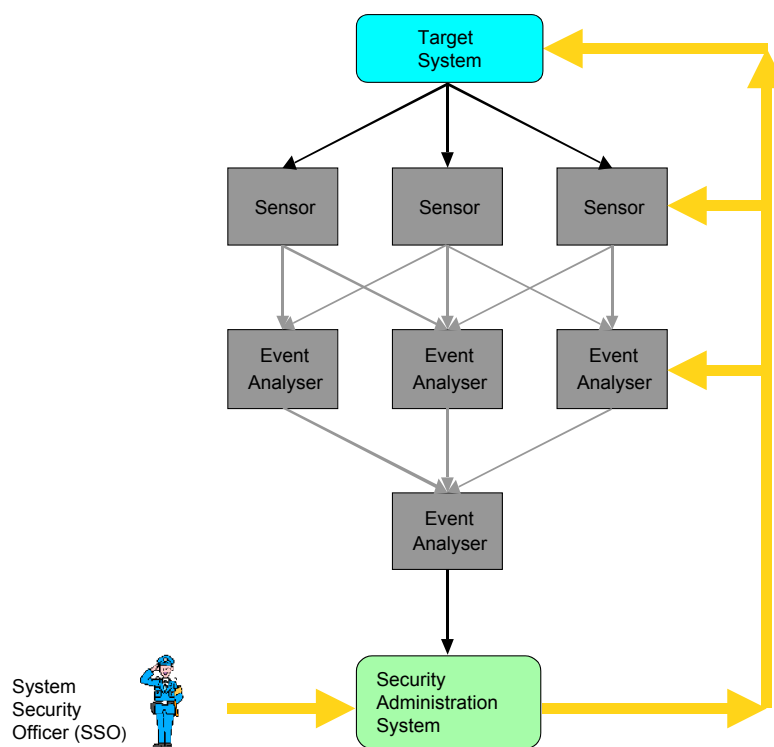 Target
System
Sensor
Sensor
Sensor
Event
Analyser
Event
Analyser
Event
Analyser
Event
Analyser
System
Security
Officer (SSO)
Security
Administration
System